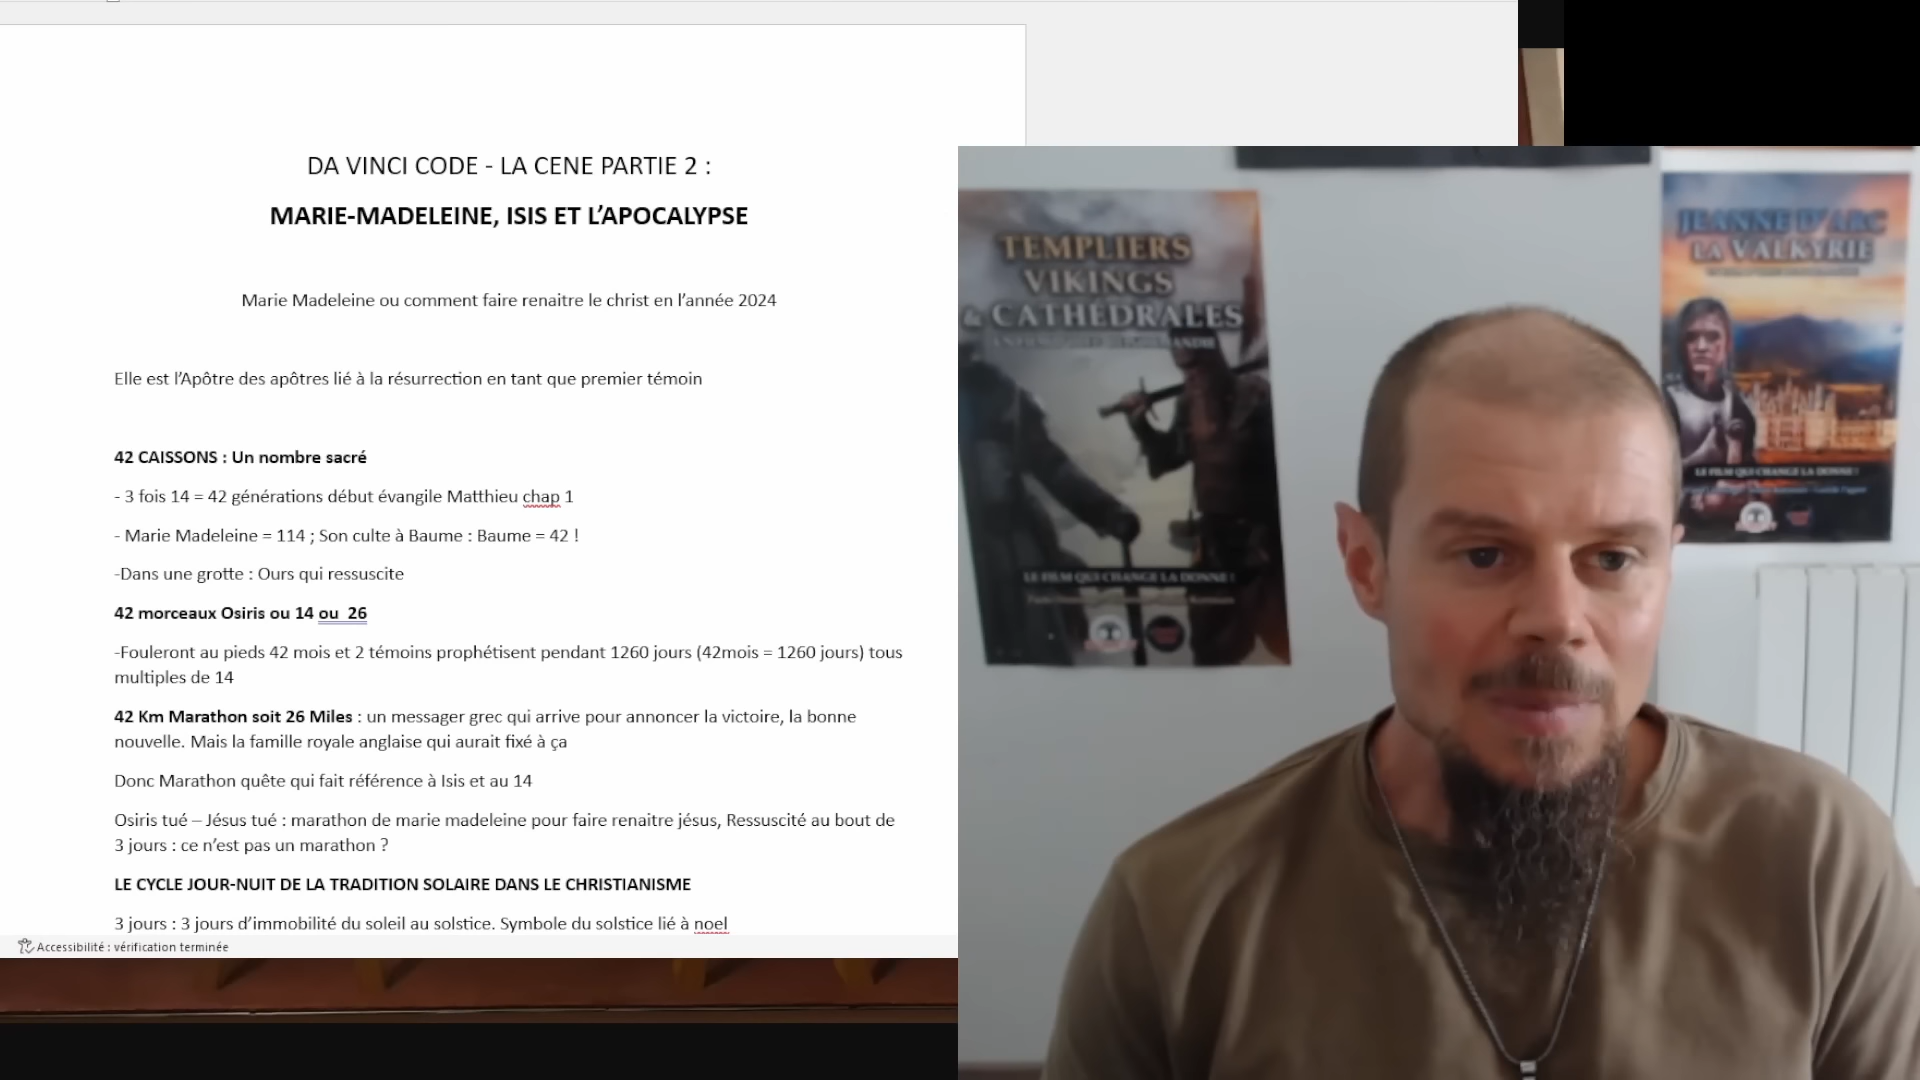 DA VINCI CODE - LA CENE PARTIE 2 :
MARIE-MADELEINE, ISIS ET L’APOCALYPSE
Marie Madeleine ou comment faire renaitre le christ en l’année 2024
Elle est l’Apôtre des apôtres lié à la résurrection en tant que premier témoin
42 CAISSONS : Un nombre sacré
- 3 fois 14 = 42 générations début évangile Matthieu chap 1
- Marie Madeleine = 114 ; Son culte à Baume : Baume = 42 !
-Dans une grotte : Ours qui ressuscite
42 morceaux Osiris ou 14 ou  26
-Fouleront au pieds 42 mois et 2 témoins prophétisent pendant 1260 jours (42mois = 1260 jours) tous
multiples de 14
42 Km Marathon soit 26 Miles : un messager grec qui arrive pour annoncer la victoire, la bonne
nouvelle. Mais la famille royale anglaise qui aurait fixé à ça
Donc Marathon quête qui fait référence à Isis et au 14
Osiris tué – Jésus tué : marathon de marie madeleine pour faire renaitre jésus, Ressuscité au bout de
3 jours : ce n’est pas un marathon ?
LE CYCLE JOUR-NUIT DE LA TRADITION SOLAIRE DANS LE CHRISTIANISME
3 jours : 3 jours d’immobilité du soleil au solstice. Symbole du solstice lié à noel
Accessibilité : vérification terminée
TEMPLIERS
VIKINGS
& CATHÉDRALES
LE FILM QUI CHANGE LA DONNE !
JEANNE D'ARC
LA VALKYRIE
LE FILM QUI CHANGE LA DONNE !